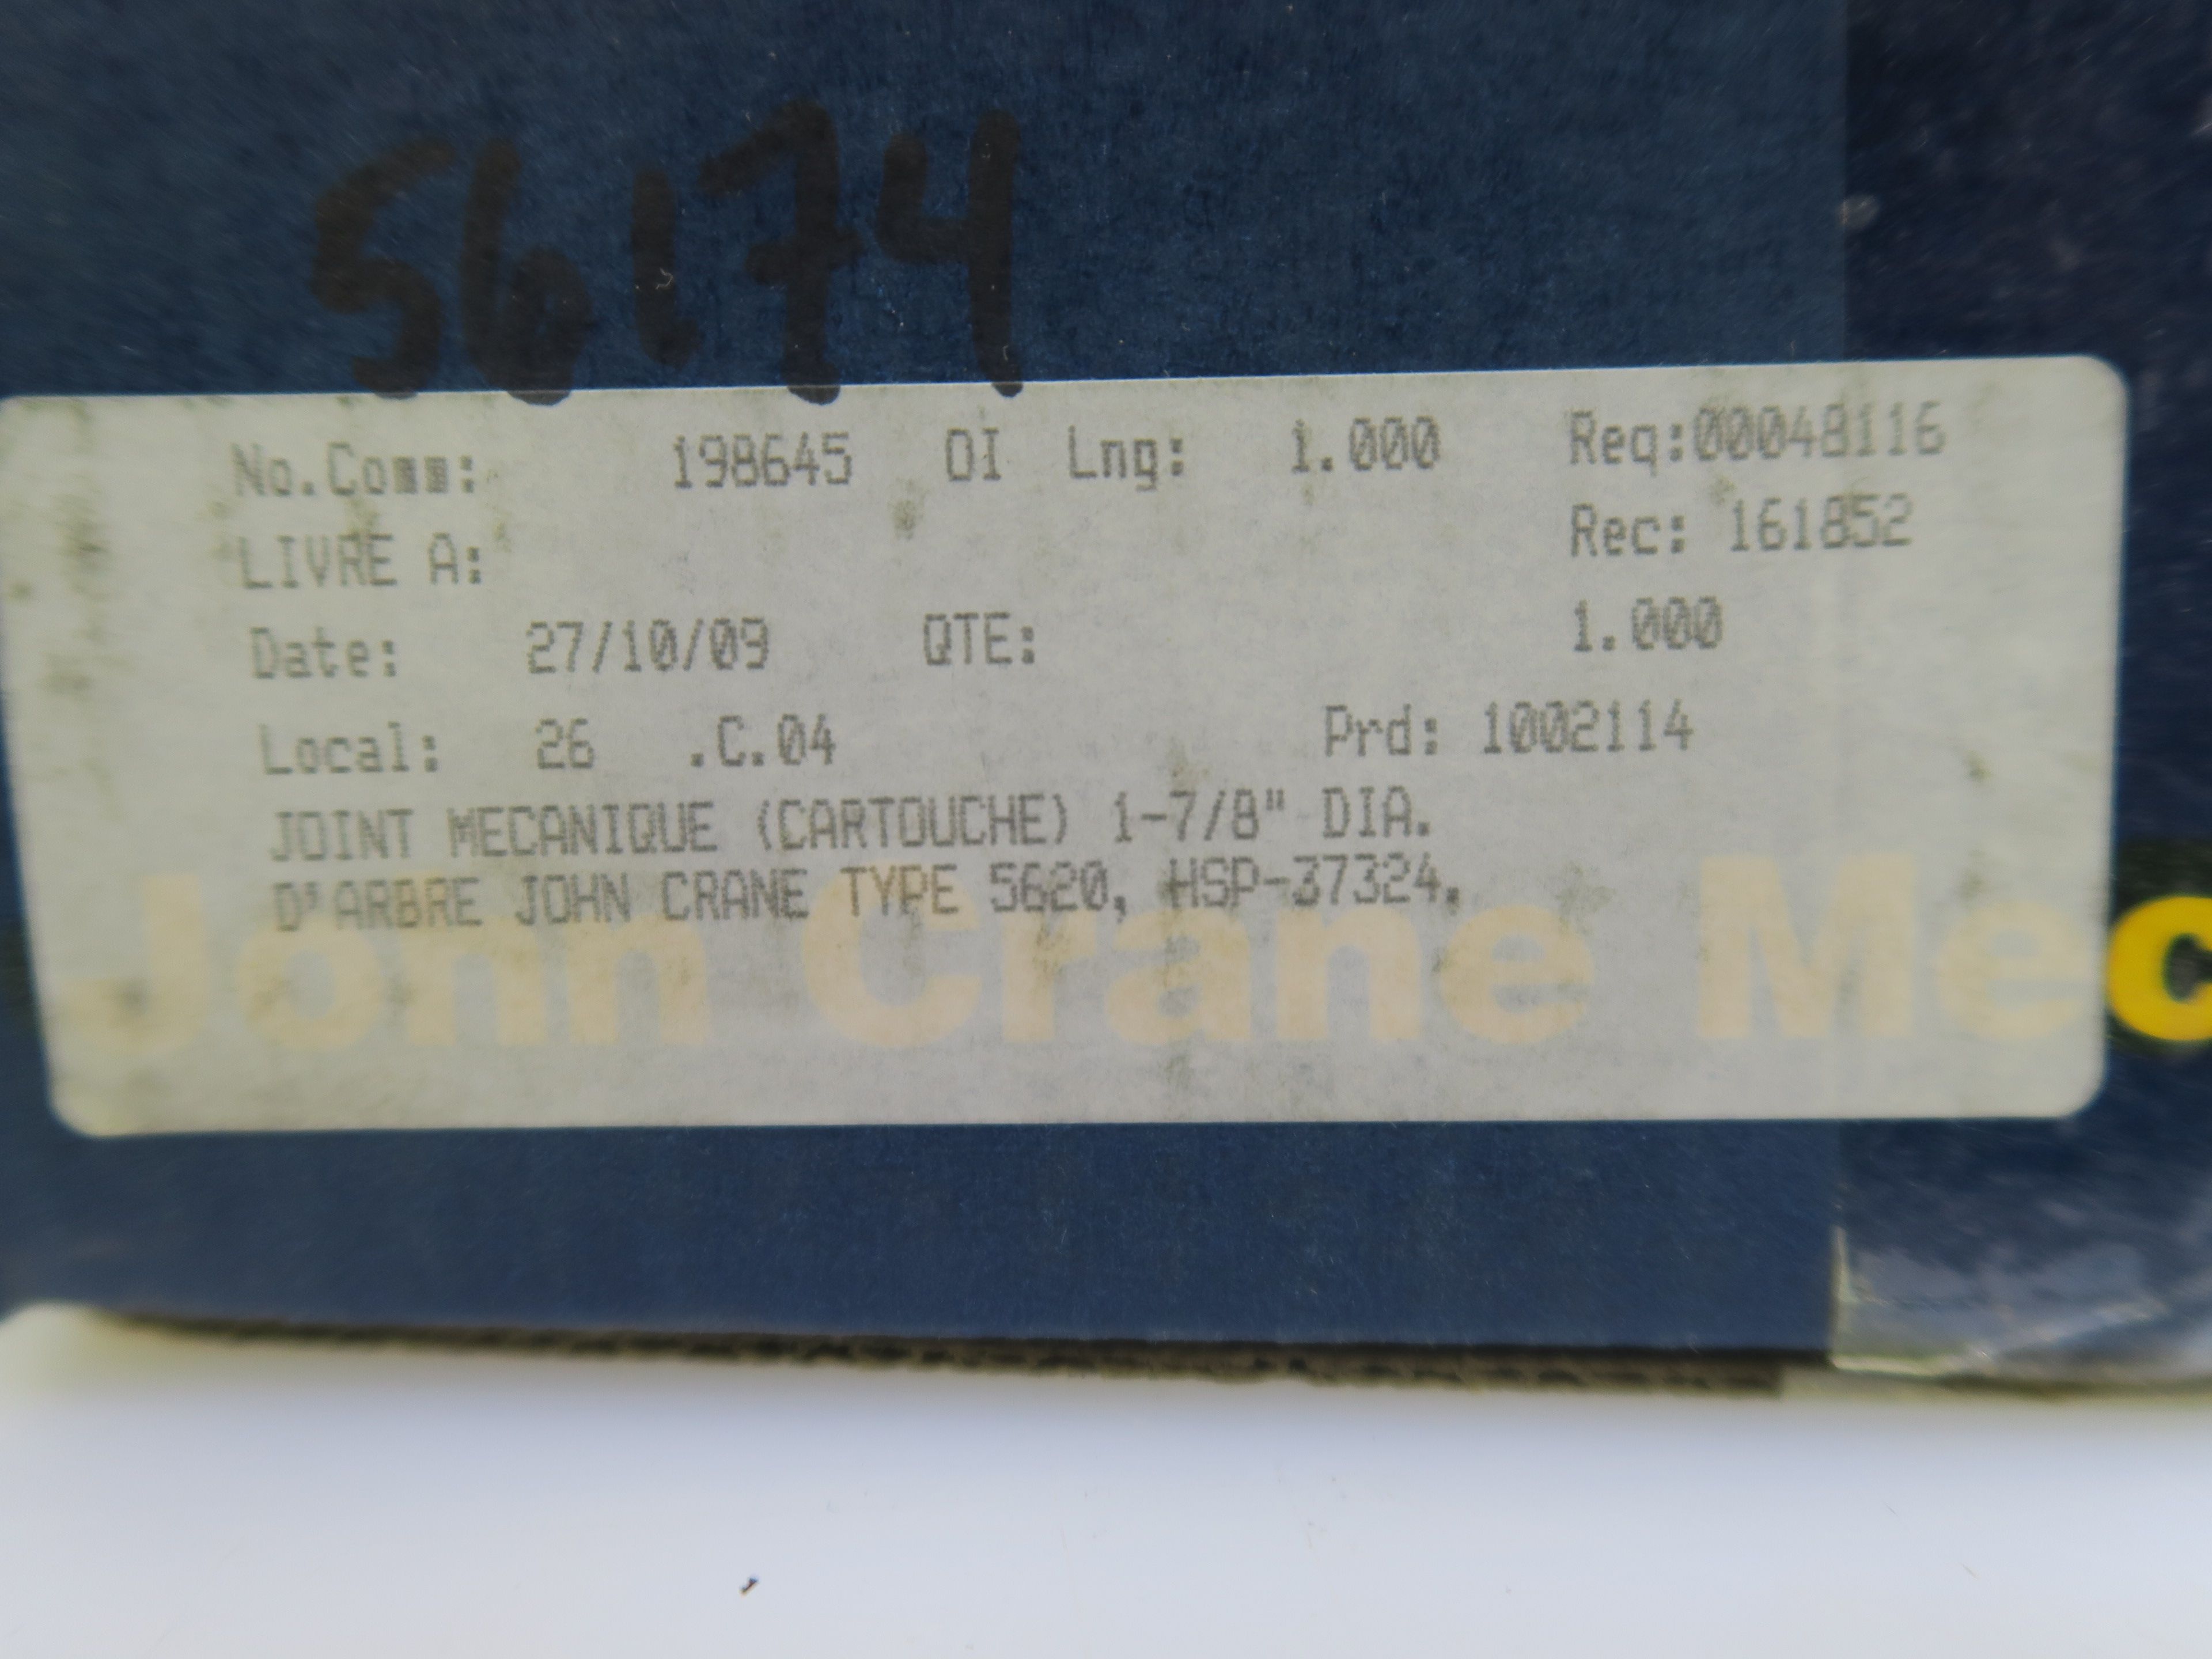 56174
No.Comm: 198645 OI Lng: 1.000 Req:00048116
LIVRE A: Rec: 161852
Date: 27/10/09 QTE: 1.000
Local: 26 .C.04 Prd: 1002114
JOINT MECANIQUE (CARTOUCHE) 1-7/8" DIA.
D'ARBRE JOHN CRANE TYPE 5620, HSP-37324.
John Crane Mec